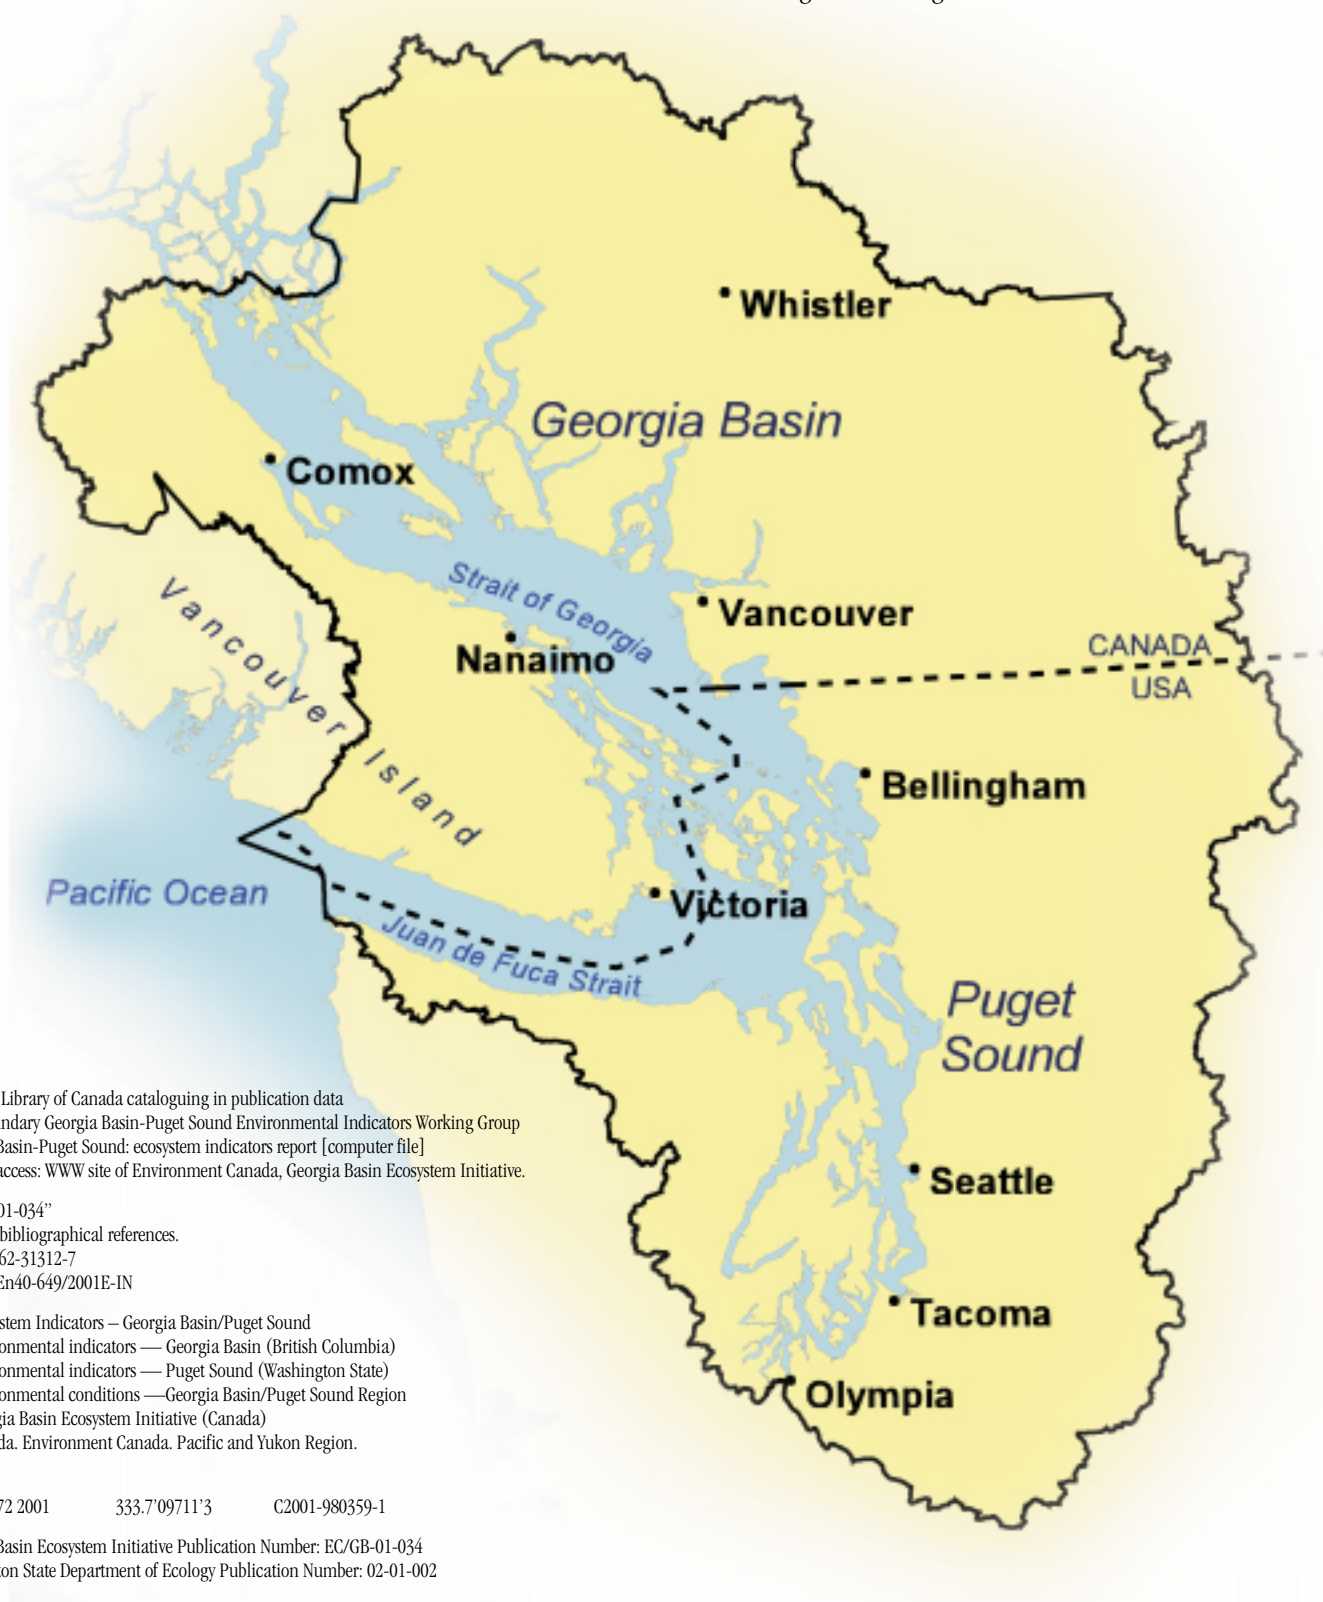 Whistler
Georgia Basin
Comox
Strait of Georgia
Vancouver
Nanaimo
CANADA
USA
Vancouver Island
Bellingham
Pacific Ocean
Victoria
Juan de Fuca Strait
Puget
Sound
Seattle
Tacoma
Olympia
Library of Canada cataloguing in publication data
ndary Georgia Basin-Puget Sound Environmental Indicators Working Group
Basin-Puget Sound: ecosystem indicators report [computer file]
access: WWW site of Environment Canada, Georgia Basin Ecosystem Initiative.
01-034”
bibliographical references.
62-31312-7
En40-649/2001E-IN
stem Indicators – Georgia Basin/Puget Sound
onmental indicators — Georgia Basin (British Columbia)
onmental indicators — Puget Sound (Washington State)
onmental conditions —Georgia Basin/Puget Sound Region
gia Basin Ecosystem Initiative (Canada)
da. Environment Canada. Pacific and Yukon Region.
72 2001 333.7’09711’3 C2001-980359-1
Basin Ecosystem Initiative Publication Number: EC/GB-01-034
ton State Department of Ecology Publication Number: 02-01-002